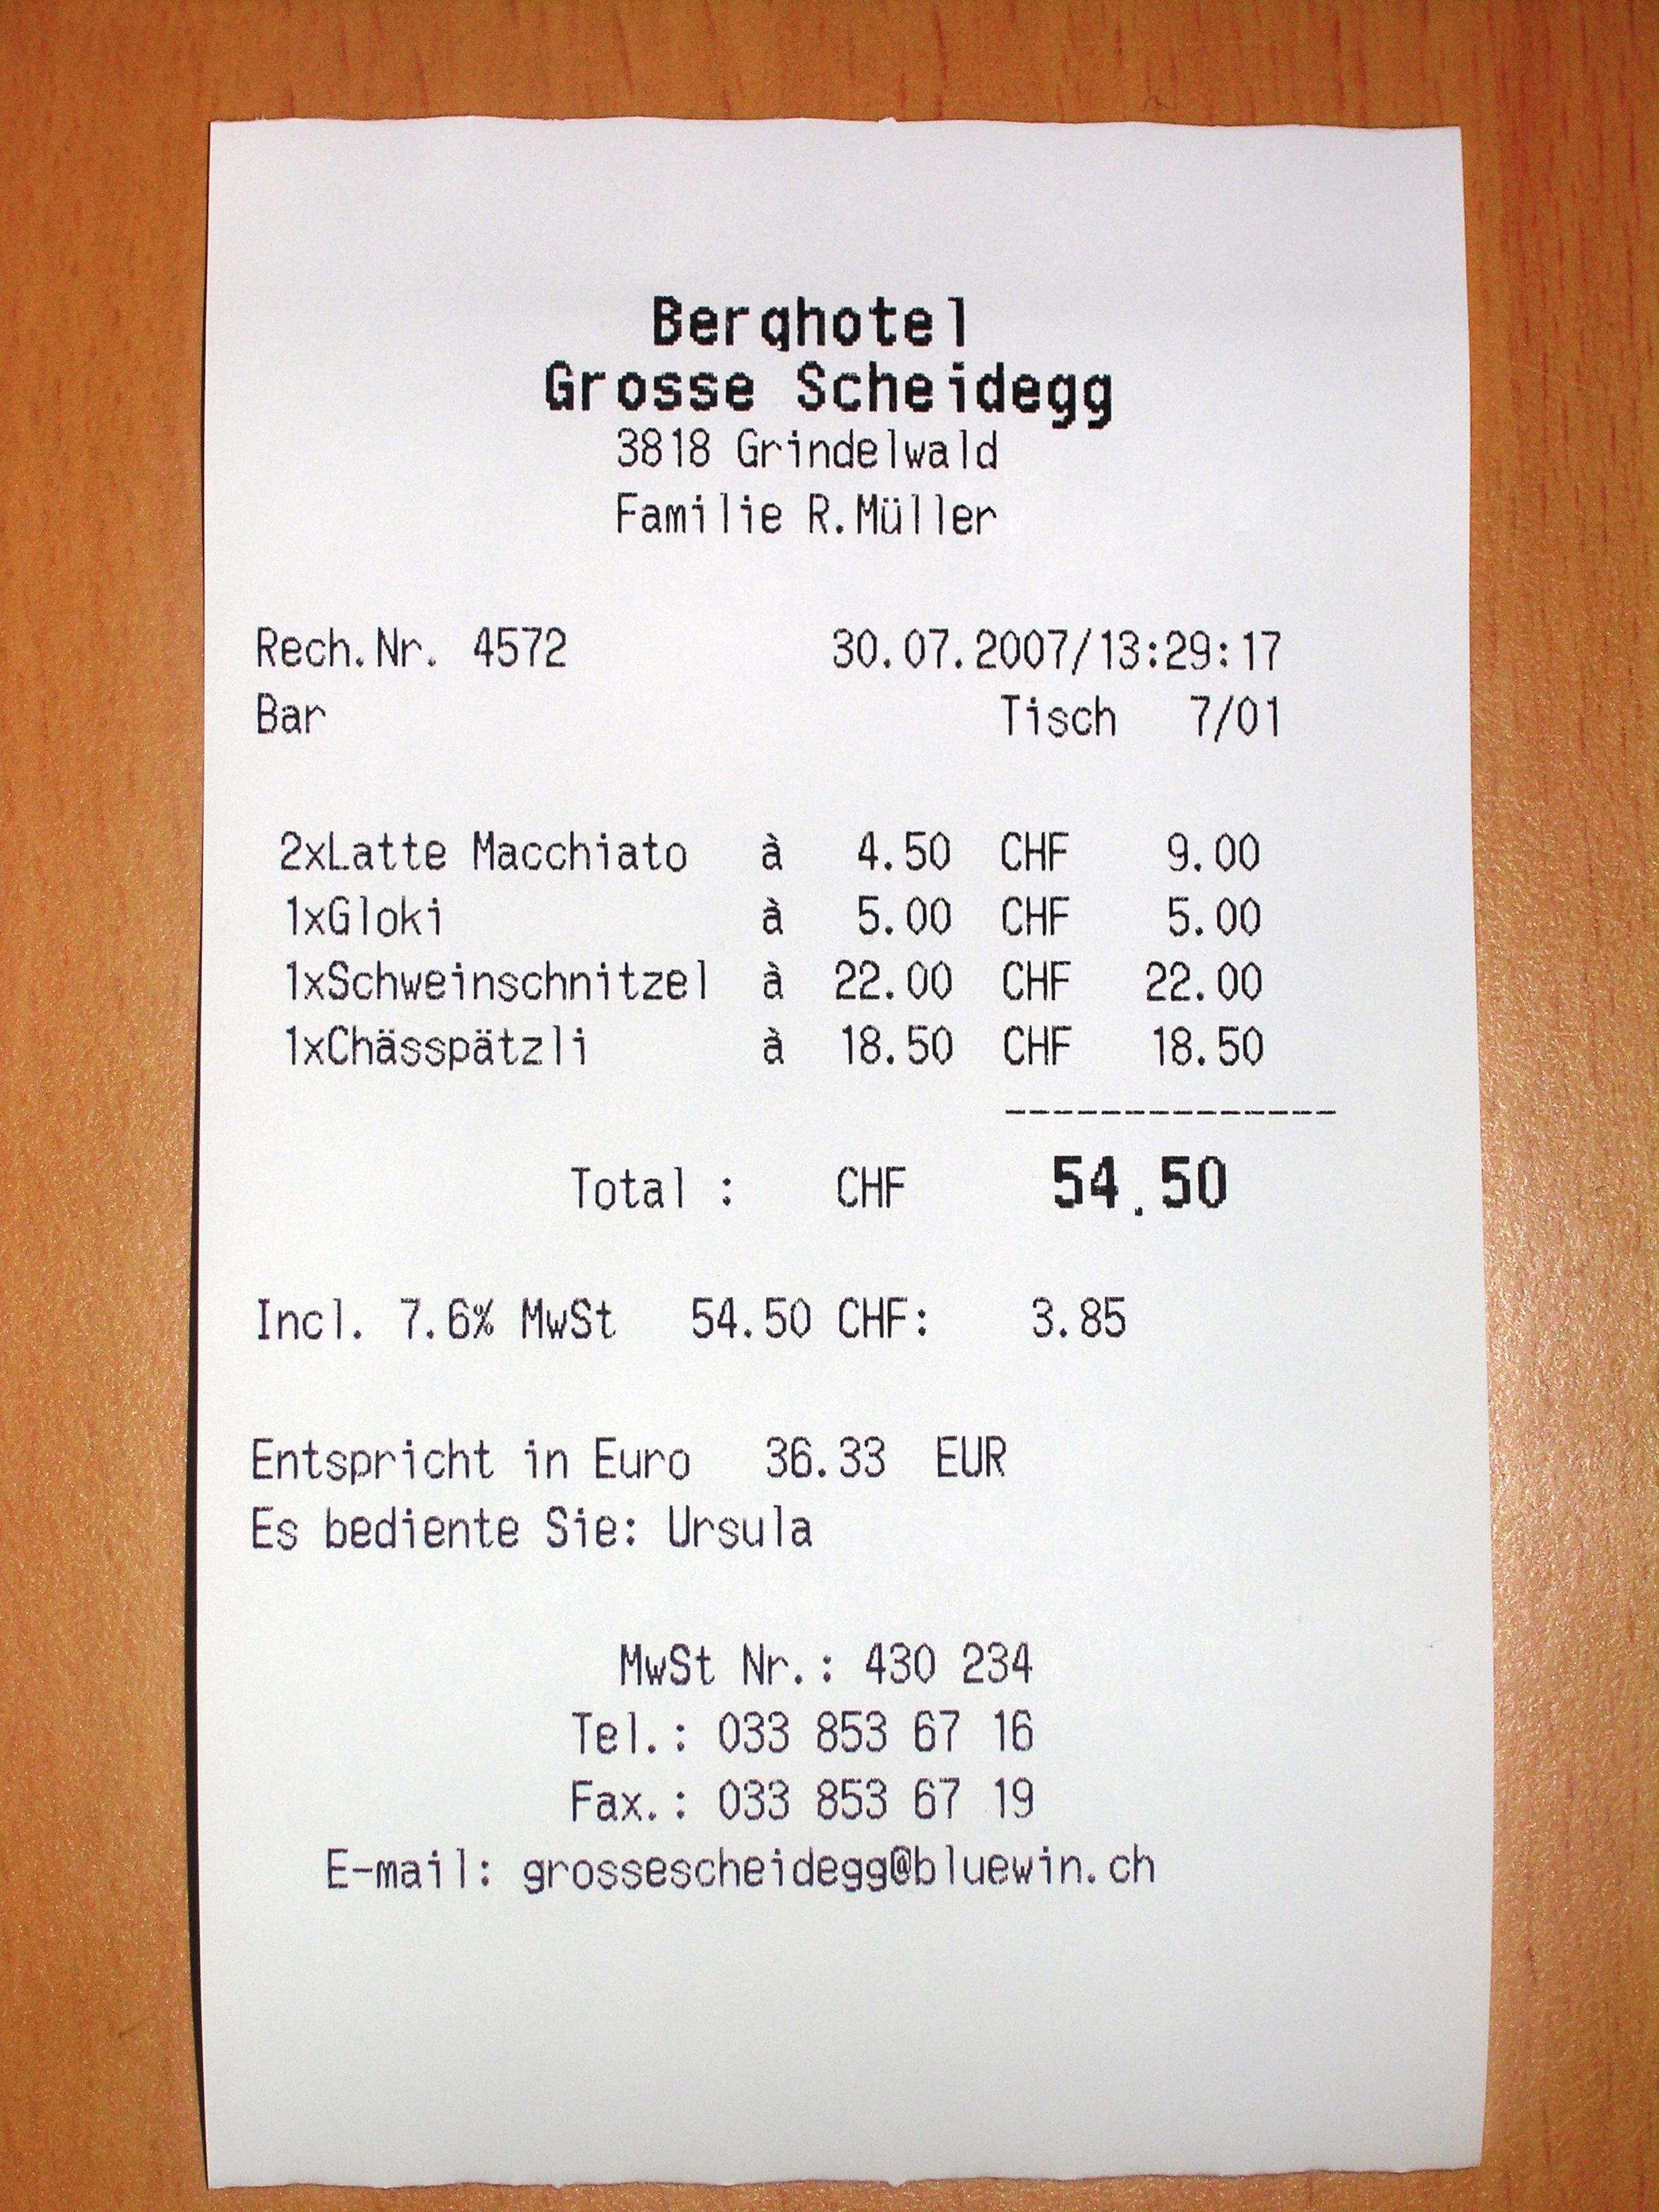 Berghotel
Grosse Scheidegg
3818 Grindelwald
Familie R.Müller
Rech.Nr. 4572 30.07.2007/13:29:17
Bar Tisch 7/01
2xLatte Macchiato à 4.50 CHF 9.00
1xGloki à 5.00 CHF 5.00
1xSchweinschnitzel à 22.00 CHF 22.00
1xChässpätzli à 18.50 CHF 18.50
--------------
Total : CHF 54.50
Incl. 7.6% MwSt 54.50 CHF: 3.85
Entspricht in Euro 36.33 EUR
Es bediente Sie: Ursula
MwSt Nr.: 430 234
Tel.: 033 853 67 16
Fax.: 033 853 67 19
E-mail: grossescheidegg@bluewin.ch